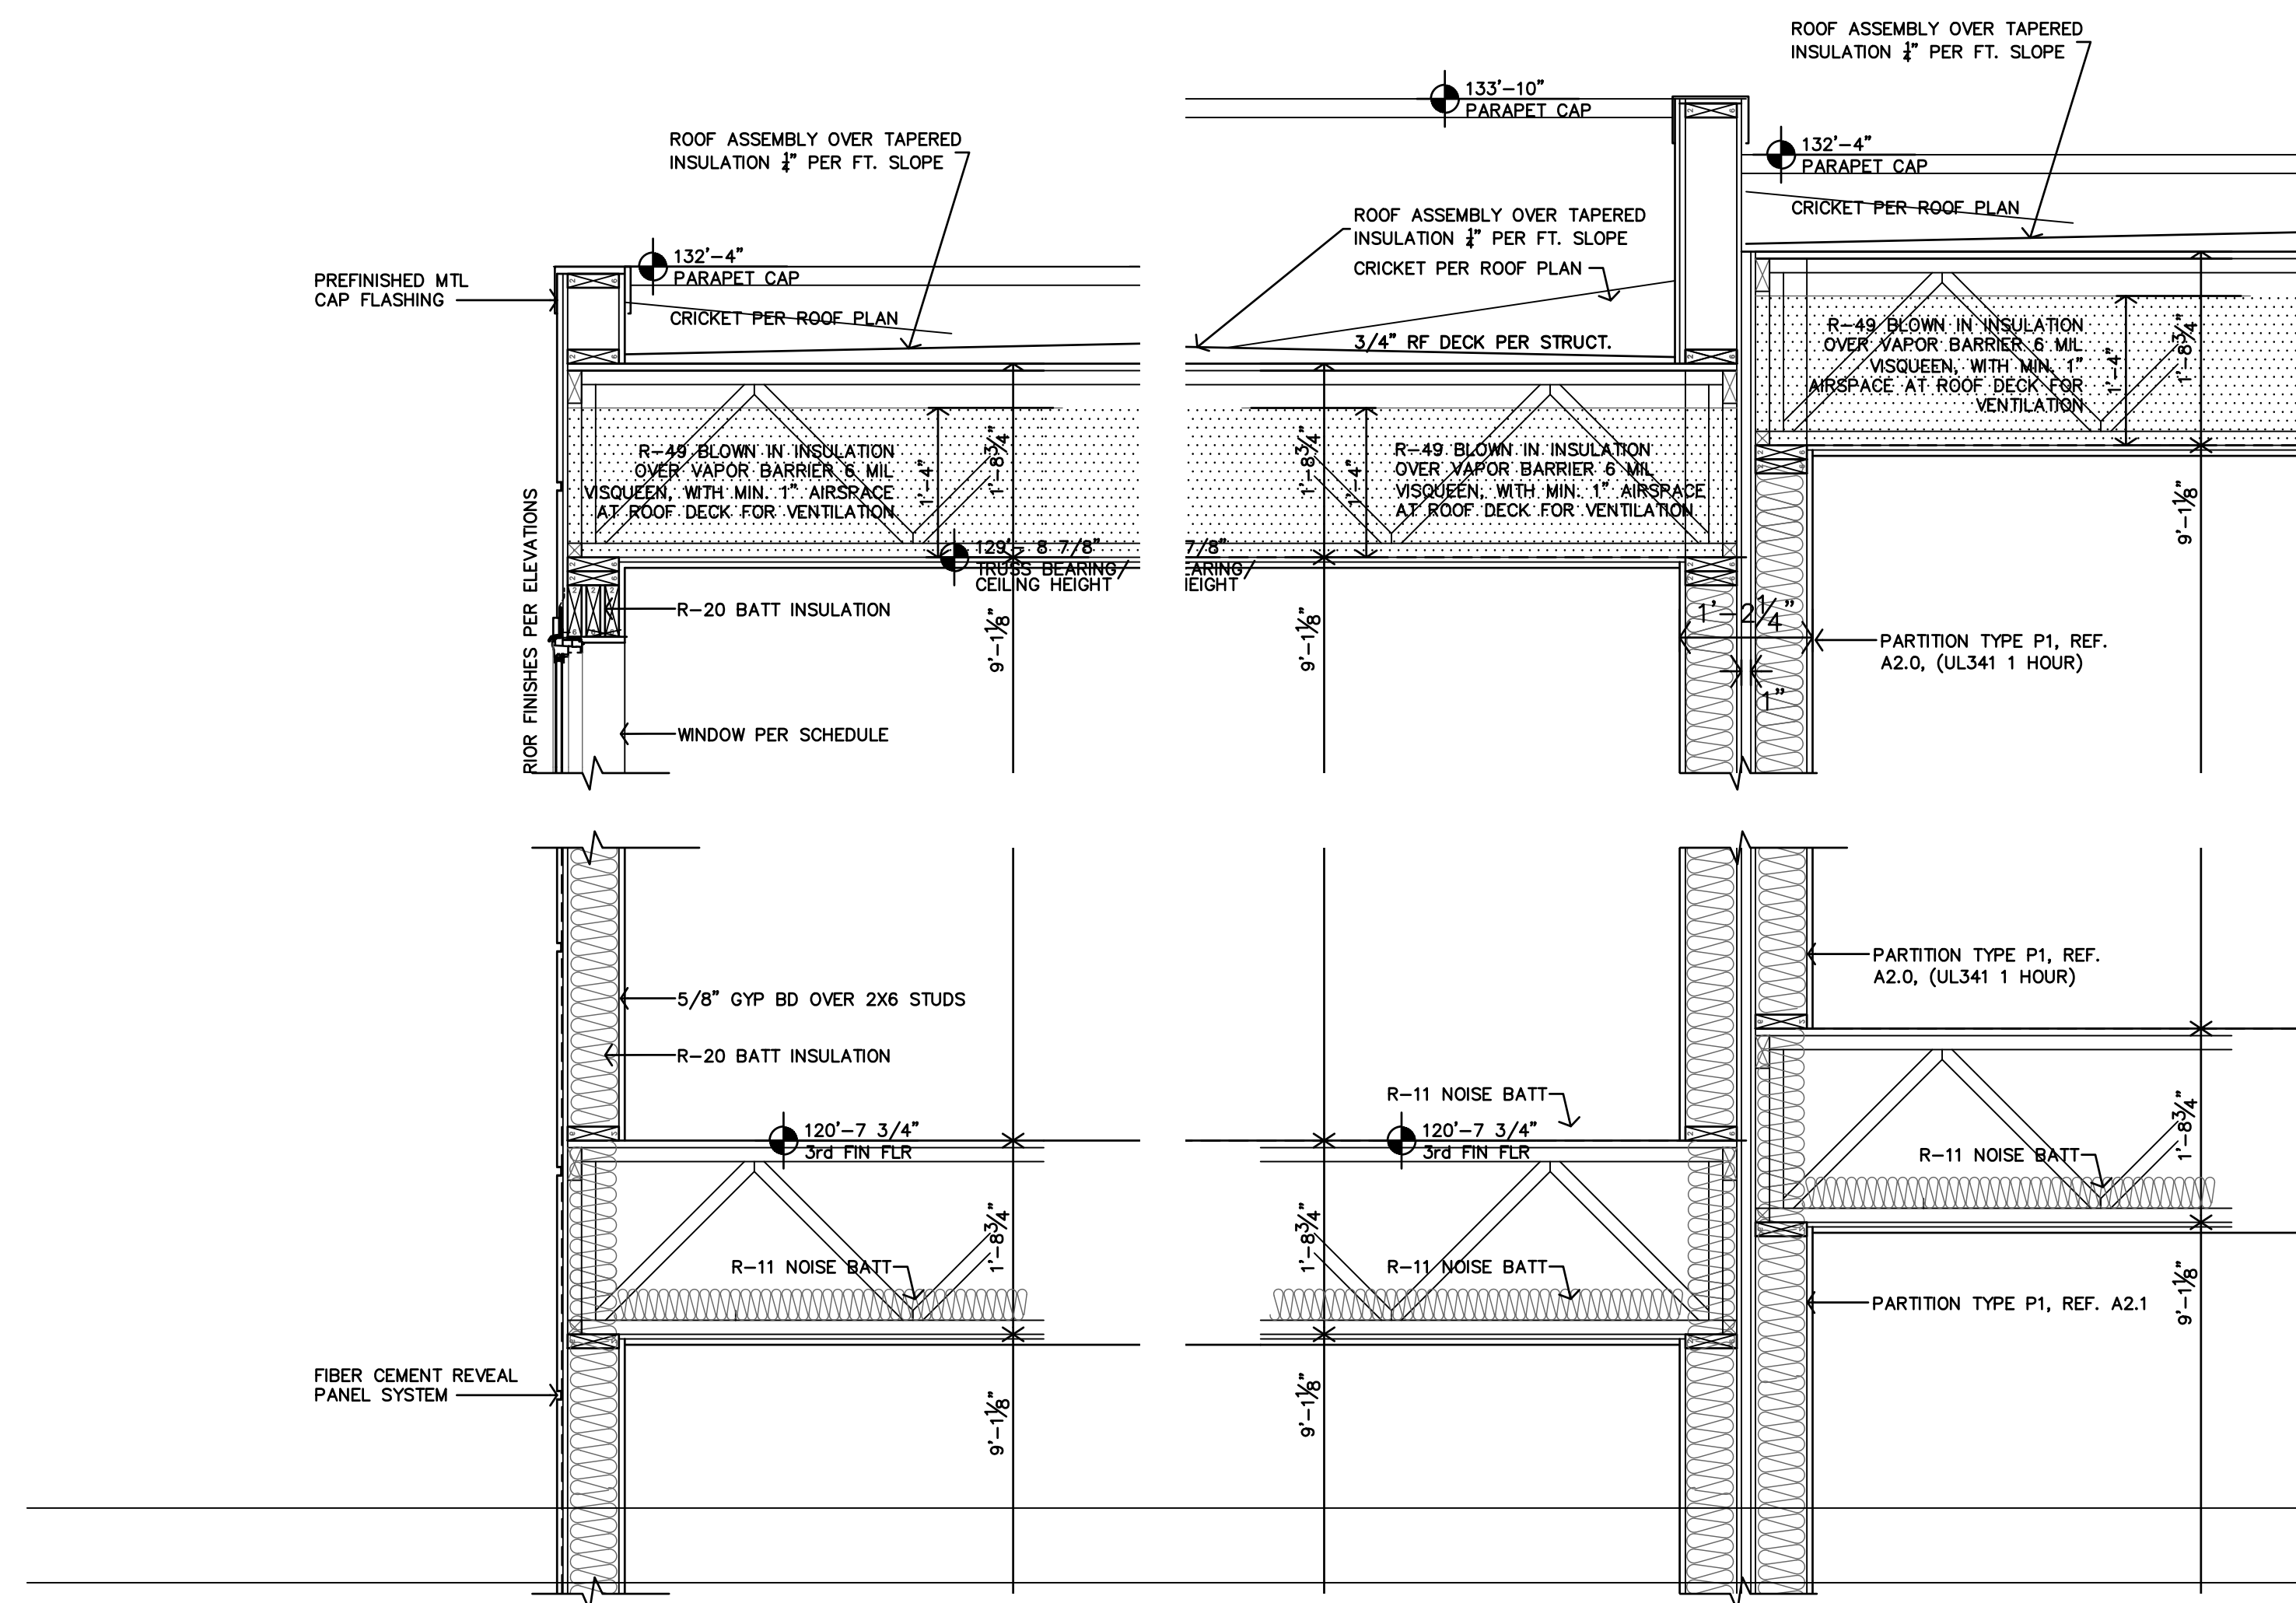 ROOF ASSEMBLY OVER TAPERED
INSULATION ¼" PER FT. SLOPE
133'-10"
PARAPET CAP
132'-4"
PARAPET CAP
CRICKET PER ROOF PLAN
ROOF ASSEMBLY OVER TAPERED
INSULATION ¼" PER FT. SLOPE
132'-4"
PARAPET CAP
CRICKET PER ROOF PLAN
PREFINISHED MTL
CAP FLASHING
ROOF ASSEMBLY OVER TAPERED
INSULATION ¼" PER FT. SLOPE
CRICKET PER ROOF PLAN
3/4" RF DECK PER STRUCT.
R-49 BLOWN IN INSULATION
OVER VAPOR BARRIER 6 MIL
VISQUEEN, WITH MIN. 1"
AIRSPACE AT ROOF DECK FOR
VENTILATION
1'-4"
1'-8¾"
9'-1⅛"
R-49 BLOWN IN INSULATION
OVER VAPOR BARRIER 6 MIL
VISQUEEN, WITH MIN. 1" AIRSPACE
AT ROOF DECK FOR VENTILATION
1'-4"
1'-8¾"
1'-8¾"
1'-4"
R-49 BLOWN IN INSULATION
OVER VAPOR BARRIER 6 MIL
VISQUEEN, WITH MIN. 1" AIRSPACE
AT ROOF DECK FOR VENTILATION
129'- 8 7/8"
TRUSS BEARING/
CEILING HEIGHT
7/8"
ARING/
HEIGHT
RIOR FINISHES PER ELEVATIONS
R-20 BATT INSULATION
9'-1⅛"
9'-1⅛"
1'-2¼"
1"
PARTITION TYPE P1, REF.
A2.0, (UL341 1 HOUR)
WINDOW PER SCHEDULE
5/8" GYP BD OVER 2X6 STUDS
R-20 BATT INSULATION
PARTITION TYPE P1, REF.
A2.0, (UL341 1 HOUR)
120'-7 3/4"
3rd FIN FLR
R-11 NOISE BATT
120'-7 3/4"
3rd FIN FLR
R-11 NOISE BATT
1'-8¾"
R-11 NOISE BATT
1'-8¾"
1'-8¾"
R-11 NOISE BATT
PARTITION TYPE P1, REF. A2.1
9'-1⅛"
FIBER CEMENT REVEAL
PANEL SYSTEM
9'-1⅛"
9'-1⅛"